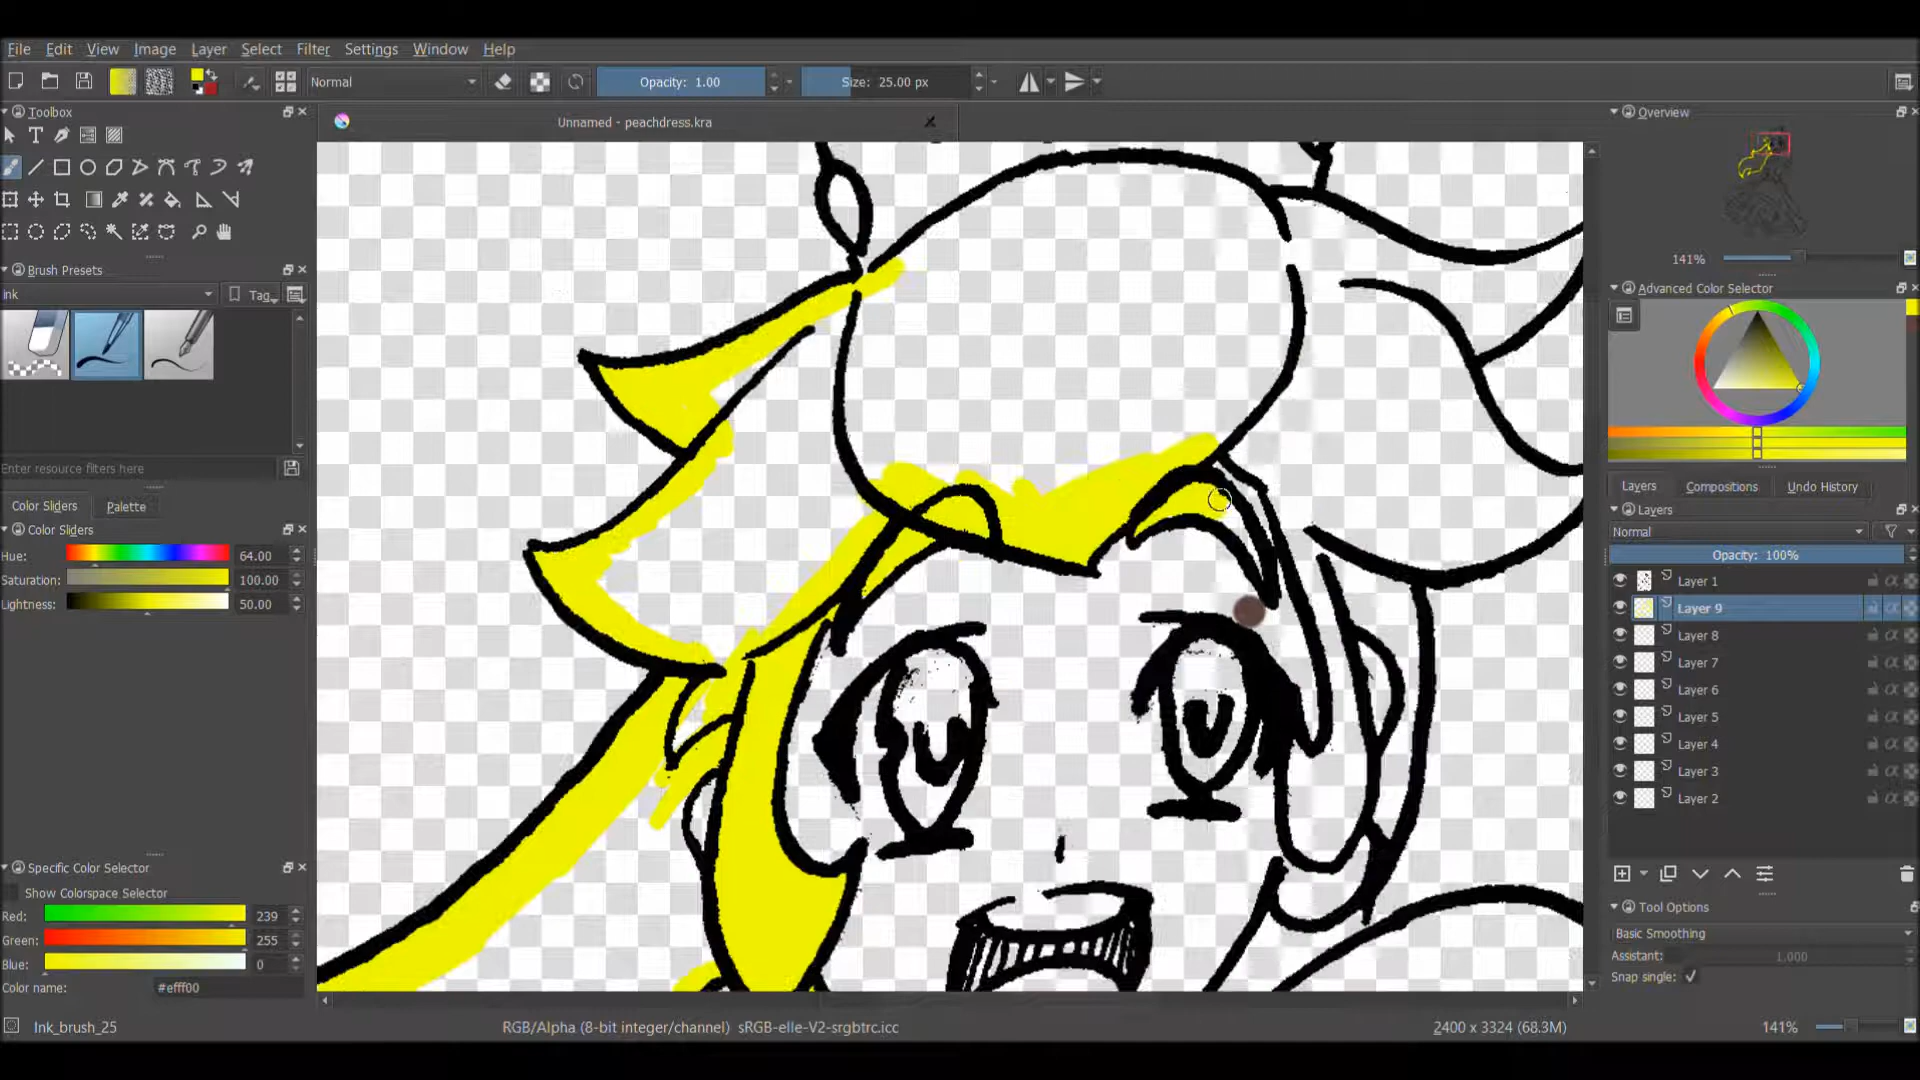 File Edit View Image Layer Select Filter Settings Window Help
Normal
Opacity: 1.00
Size: 25.00 px
Toolbox
Unnamed - peachdress.kra
Overview
141%
Brush Presets
ink
Tag
Advanced Color Selector
Enter resource filters here
Color Sliders Palette
Color Sliders
Hue: 64.00
Saturation: 100.00
Lightness: 50.00
Layers Compositions Undo History
Layers
Normal
Opacity: 100%
Layer 1
Layer 9
Layer 8
Layer 7
Layer 6
Layer 5
Layer 4
Layer 3
Layer 2
Specific Color Selector
Show Colorspace Selector
Red: 239
Green: 255
Blue: 0
Color name: #efff00
Tool Options
Basic Smoothing
Assistant: 1.000
Snap single:
Ink_brush_25
RGB/Alpha (8-bit integer/channel) sRGB-elle-V2-srgbtrc.icc
2400 x 3324 (68.3M)
141%